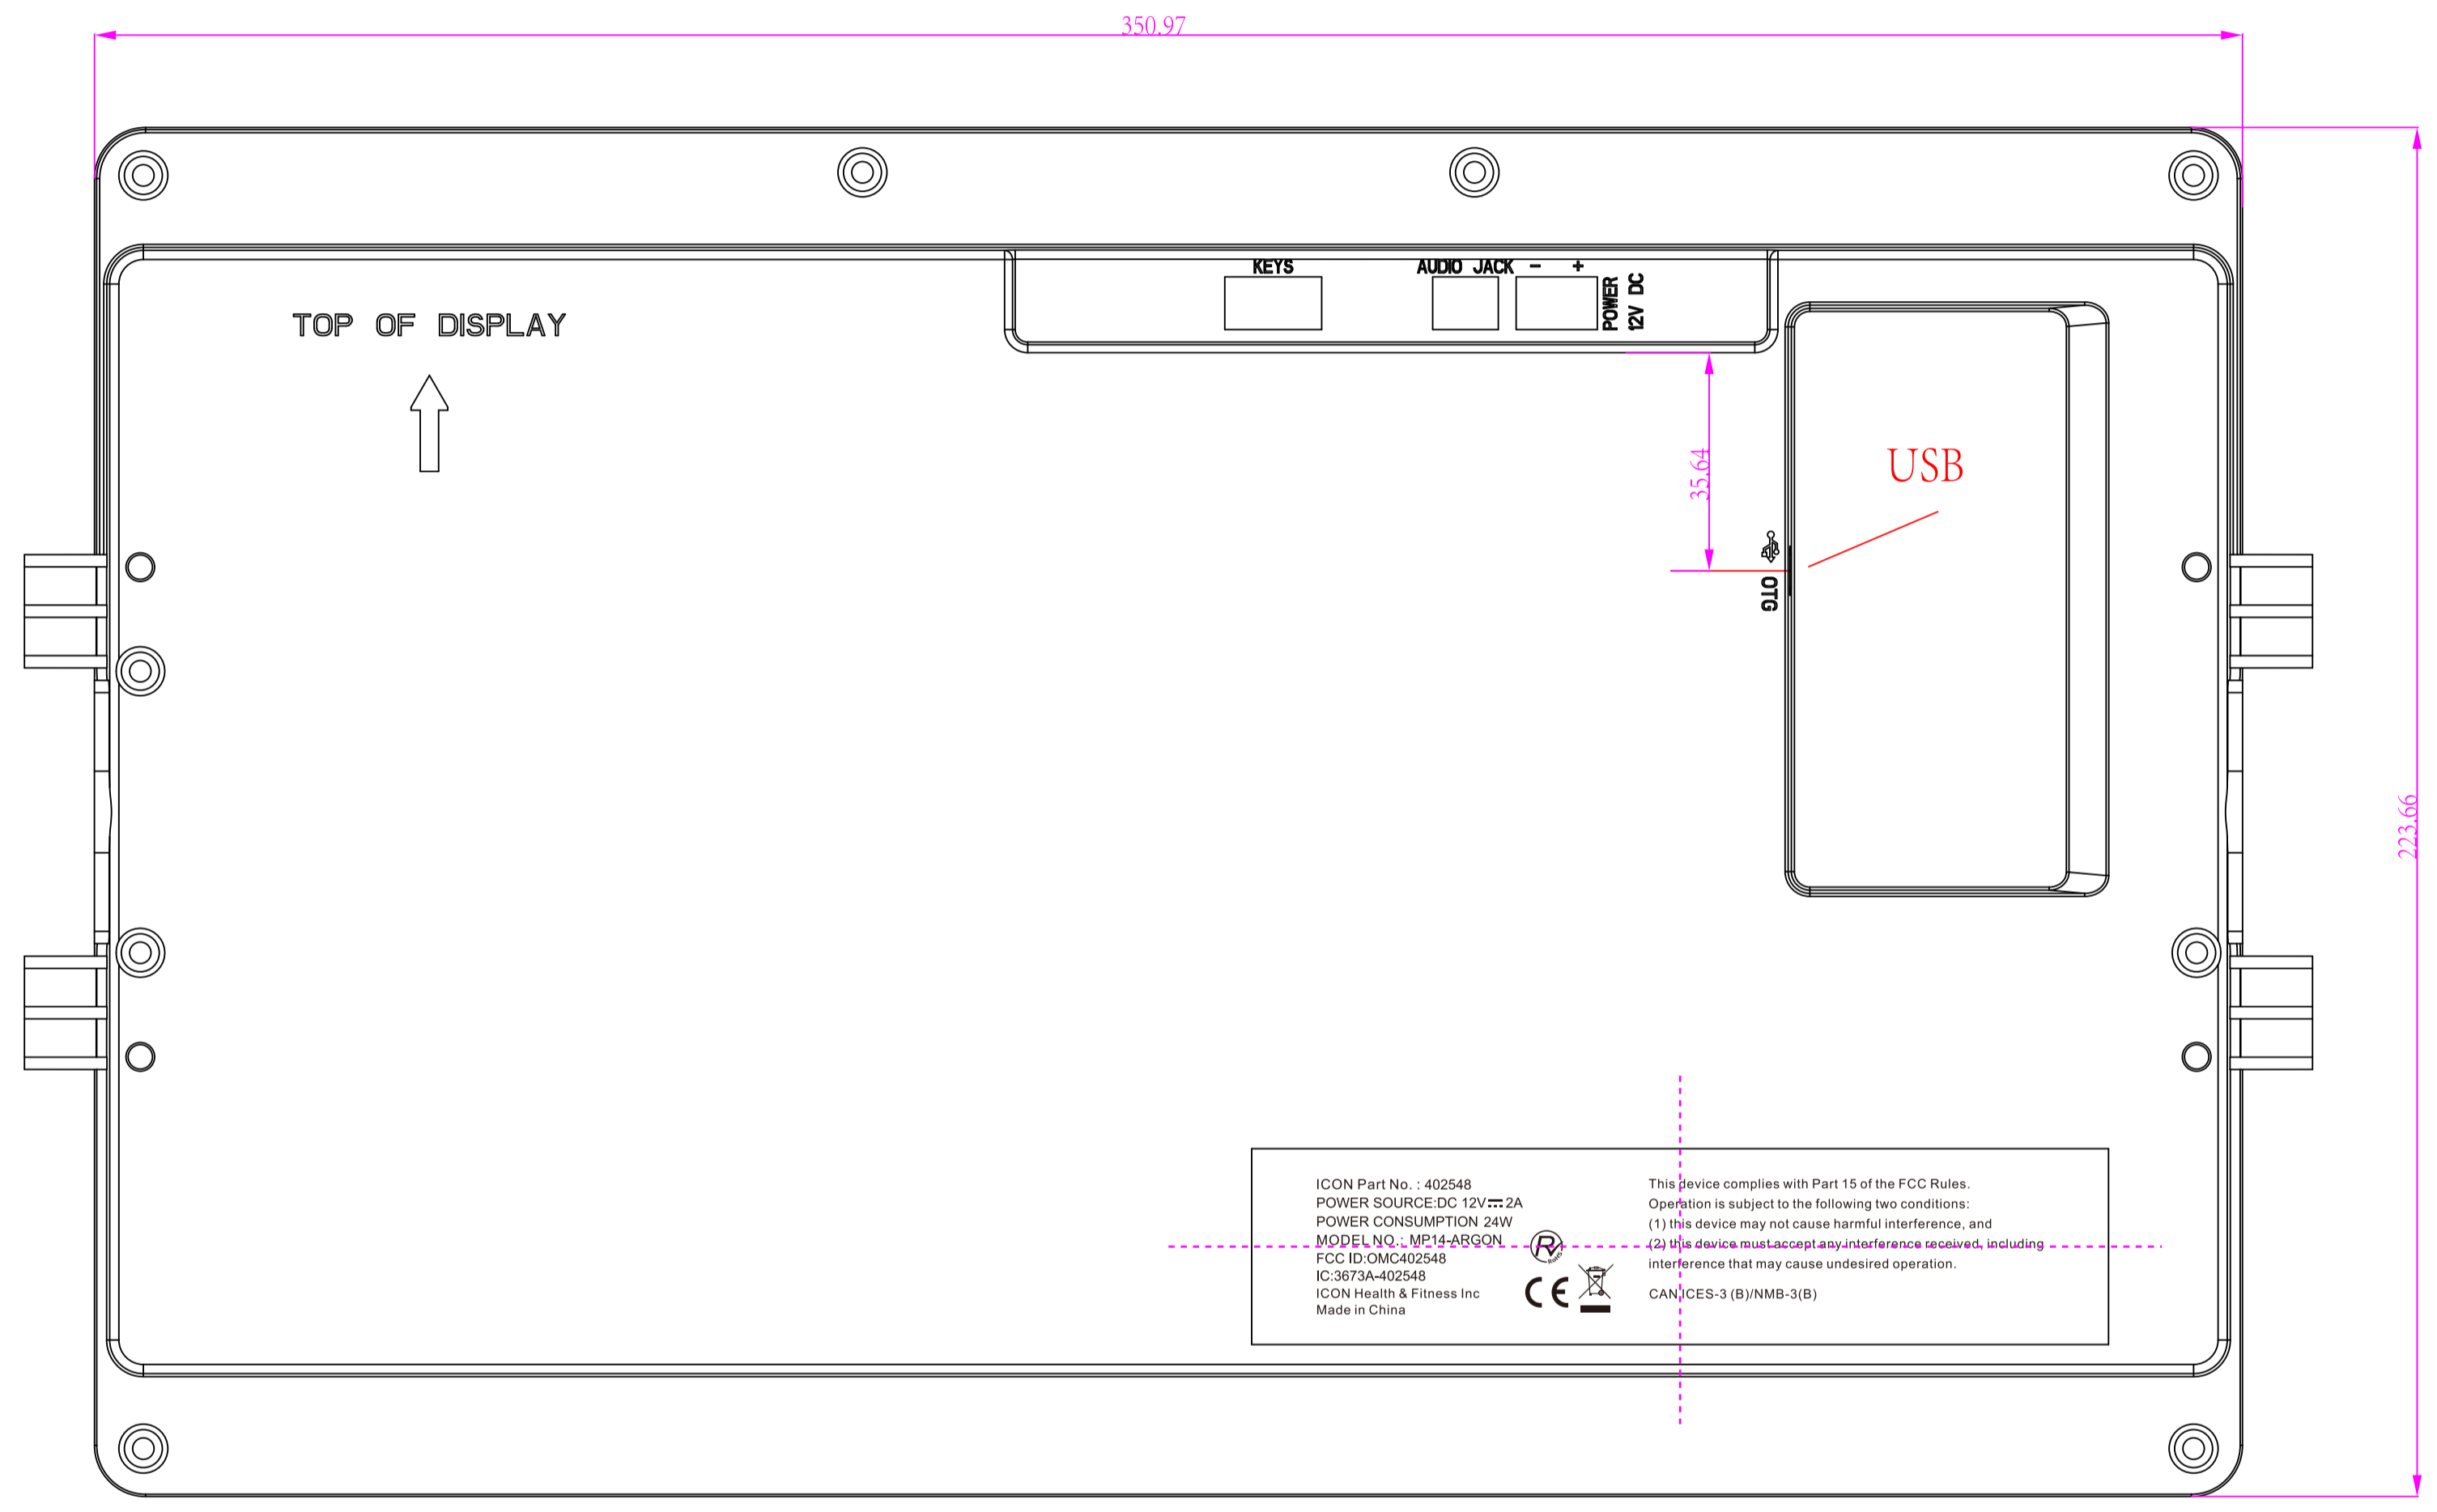 350.97
KEYS
AUDIO JACK - +
POWER
12V DC
TOP OF DISPLAY
35.64
USB
OTG
223.66
ICON Part No. : 402548
POWER SOURCE:DC 12V⎓2A
POWER CONSUMPTION 24W
MODEL NO.: MP14-ARGON
FCC ID:OMC402548
IC:3673A-402548
ICON Health & Fitness Inc
Made in China
RoHS
CE
This device complies with Part 15 of the FCC Rules.
Operation is subject to the following two conditions:
(1) this device may not cause harmful interference, and
(2) this device must accept any interference received, including
interference that may cause undesired operation.
CAN ICES-3 (B)/NMB-3(B)